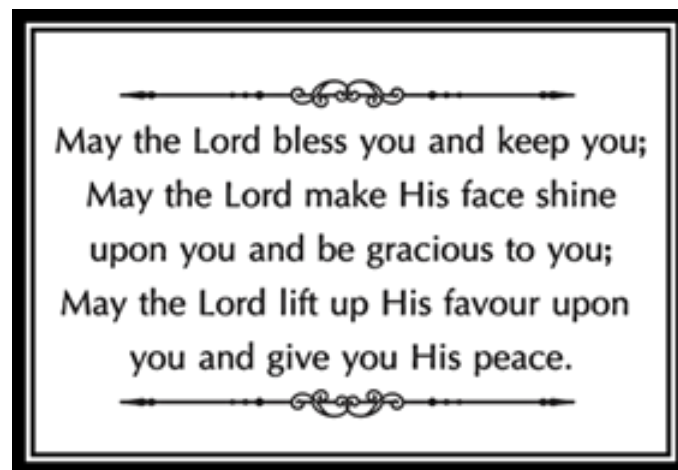 May the Lord bless you and keep you;
May the Lord make His face shine
upon you and be gracious to you;
May the Lord lift up His favour upon
you and give you His peace.